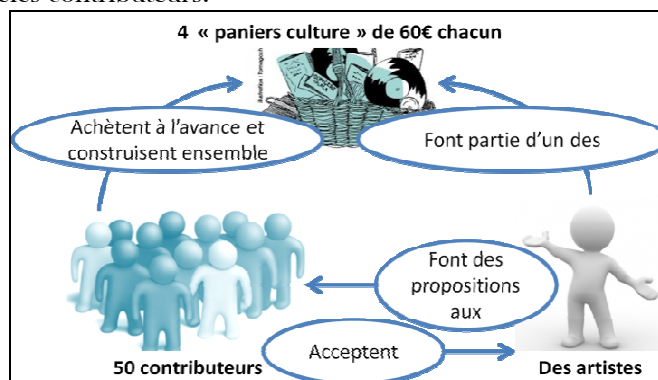 4 « paniers culture » de 60€ chacun
Achètent à l’avance et
construisent ensemble
Font partie d’un des
Font des
propositions
aux
Acceptent
50 contributeurs
Des artistes